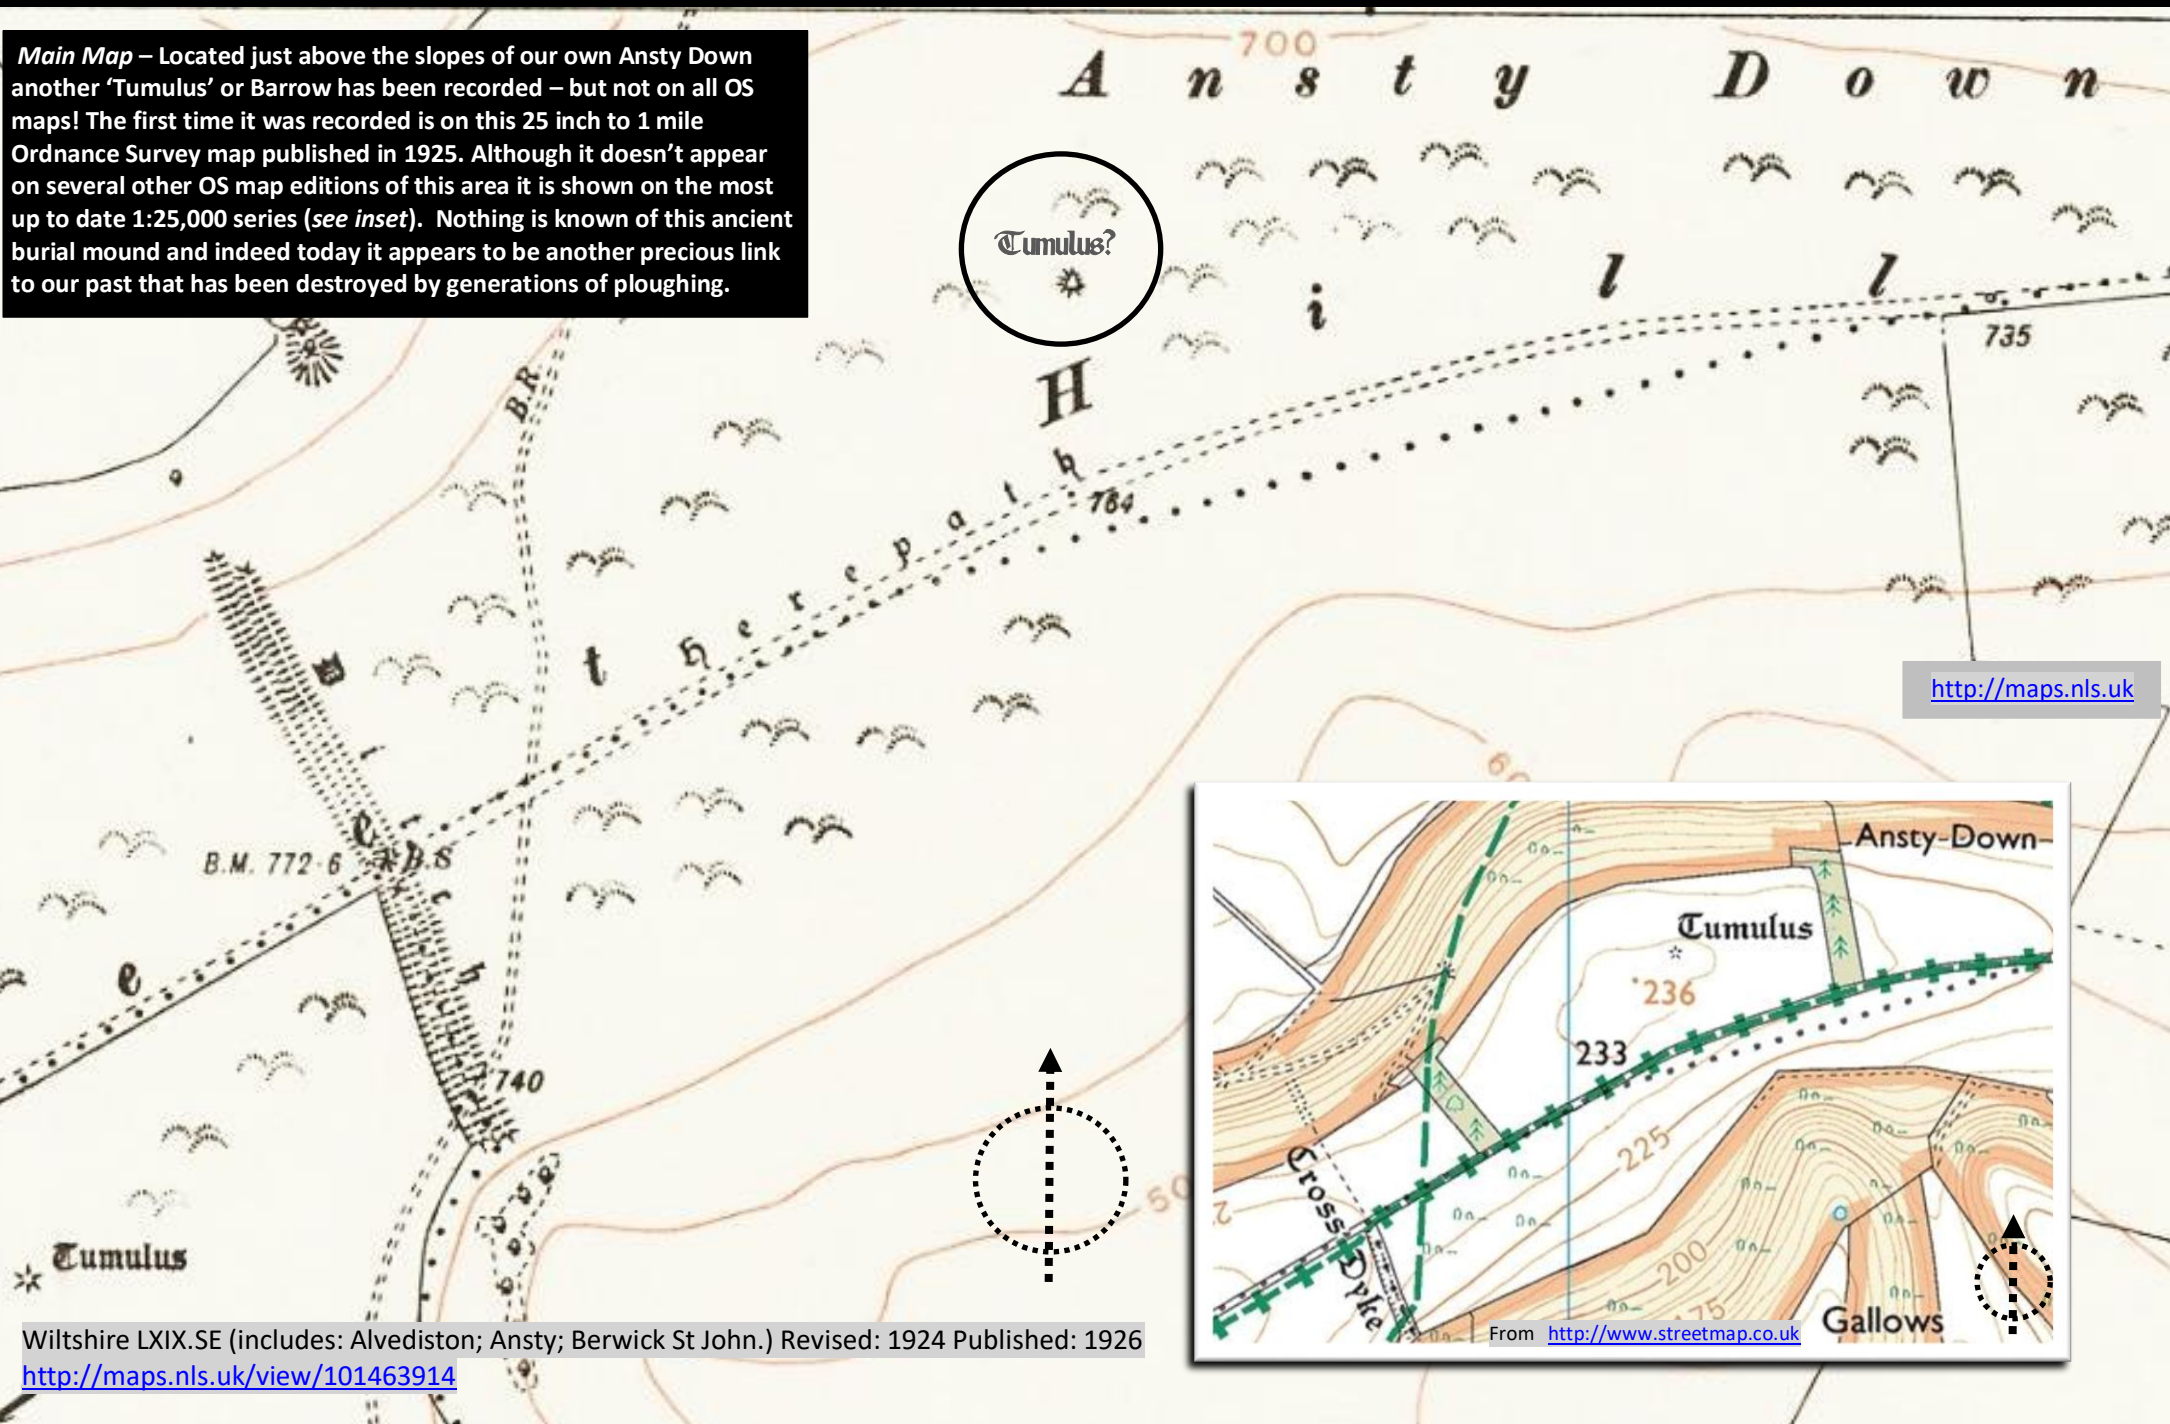 Main Map – Located just above the slopes of our own Ansty Down
another ‘Tumulus’ or Barrow has been recorded – but not on all OS
maps! The first time it was recorded is on this 25 inch to 1 mile
Ordnance Survey map published in 1925. Although it doesn’t appear
on several other OS map editions of this area it is shown on the most
up to date 1:25,000 series (see inset).  Nothing is known of this ancient
burial mound and indeed today it appears to be another precious link
to our past that has been destroyed by generations of ploughing.
700
Ansty Down
Tumulus?
Hill
735
B.R.
764
therepath
http://maps.nls.uk
B.M. 772·6
B.S
e
740
50
Tumulus
Ansty Down
Tumulus
236
233
225
Cross Dyke
200
175
Gallows
From http://www.streetmap.co.uk
Wiltshire LXIX.SE (includes: Alvediston; Ansty; Berwick St John.) Revised: 1924 Published: 1926
http://maps.nls.uk/view/101463914